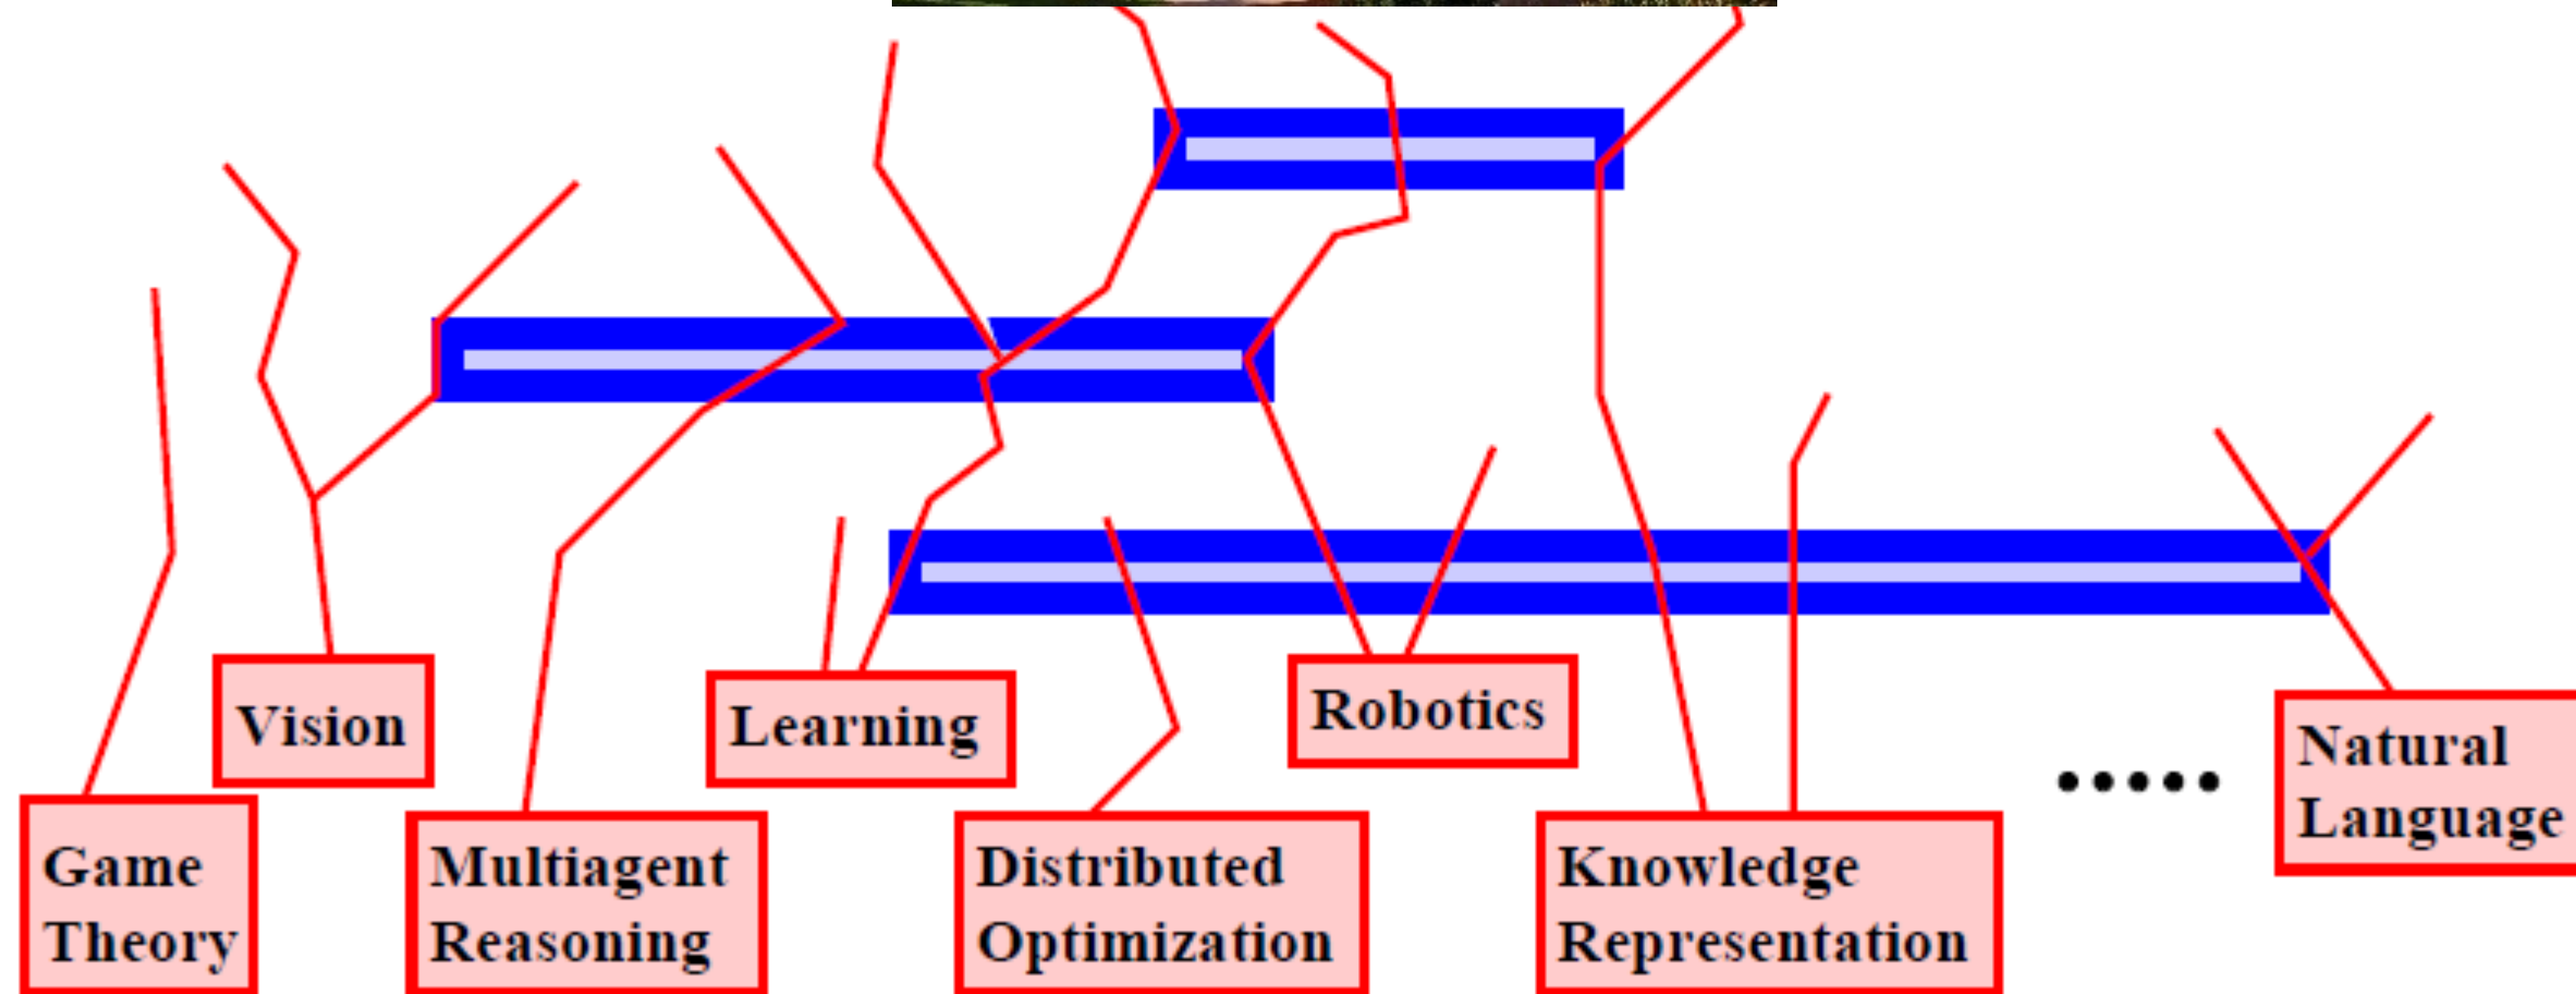 Vision
Learning
Robotics
Natural
Language
Game
Theory
Multiagent
Reasoning
Distributed
Optimization
Knowledge
Representation
.....